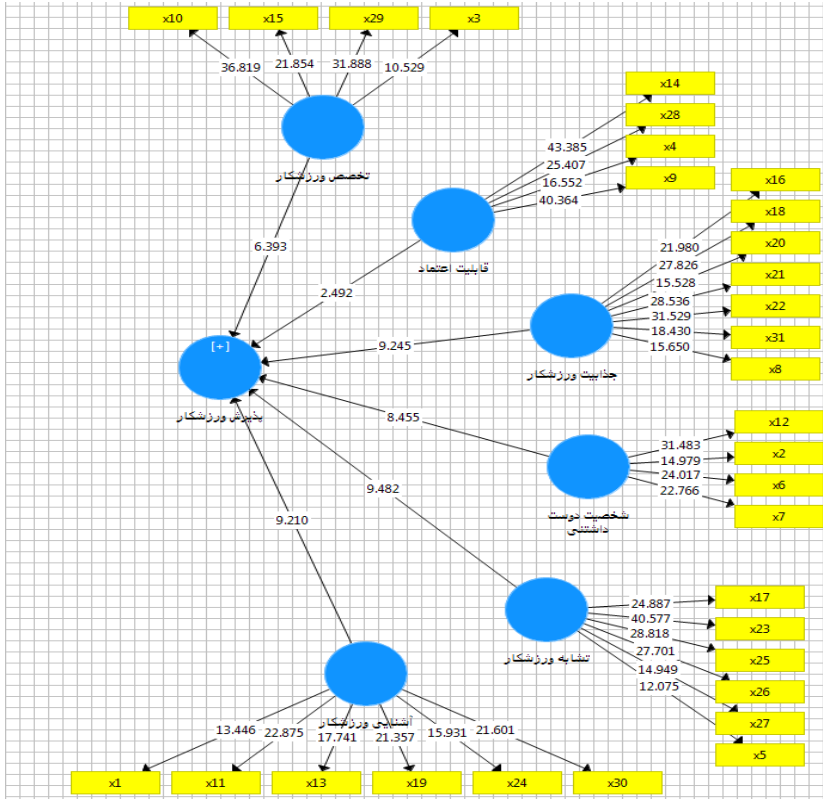 x10
x15
x29
x3
36.819
21.854
31.888
10.529
تخصص ورزشکار
x14
x28
x4
x9
43.385
25.407
16.552
40.364
قابلیت اعتماد
x16
x18
x20
x21
x22
x31
x8
21.980
27.826
15.528
28.536
31.529
18.430
15.650
جذابیت ورزشکار
6.393
2.492
9.245
[+]
پذیرش ورزشکار
8.455
9.482
9.210
x12
x2
x6
x7
31.483
14.979
24.017
22.766
شخصیت دوست
داشتنی
x17
x23
x25
x26
x27
x5
24.887
40.577
28.818
27.701
14.949
12.075
تشابه ورزشکار
آشنایی ورزشکار
13.446
22.875
17.741
21.357
15.931
21.601
x1
x11
x13
x19
x24
x30